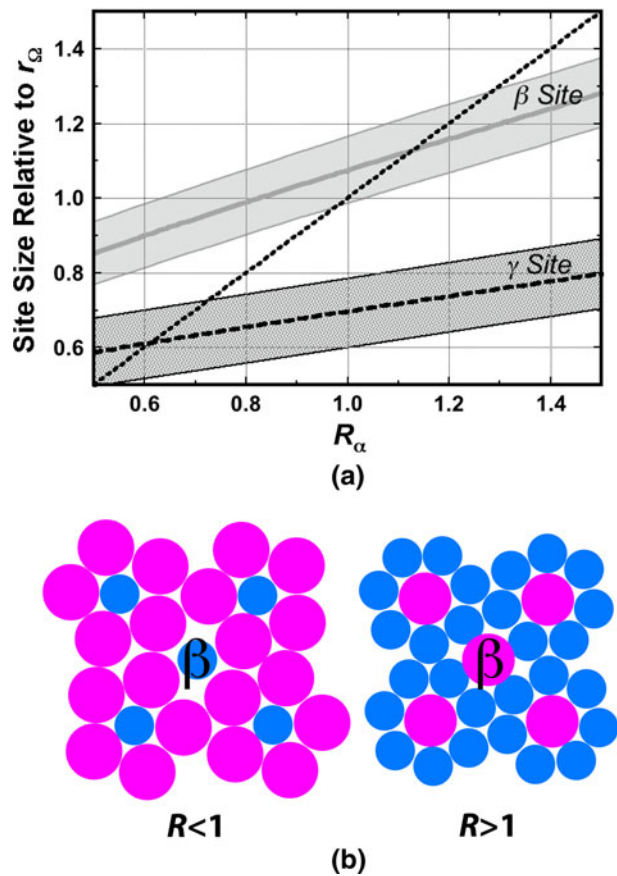 1.4
1.2
1.0
0.8
0.6
Site Size Relative to rΩ
β Site
γ Site
0.6 0.8 1.0 1.2 1.4
Rα
(a)
β β
R<1 R>1
(b)